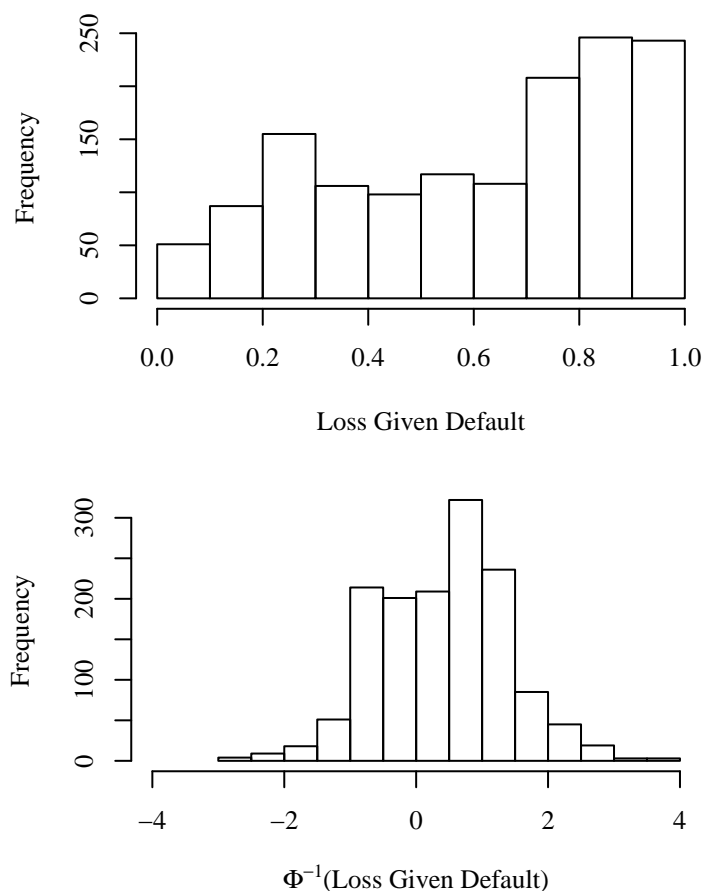 250
150
50
0
Frequency
0.0 0.2 0.4 0.6 0.8 1.0
Loss Given Default
300
200
100
0
Frequency
−4 −2 0 2 4
Φ⁻¹(Loss Given Default)